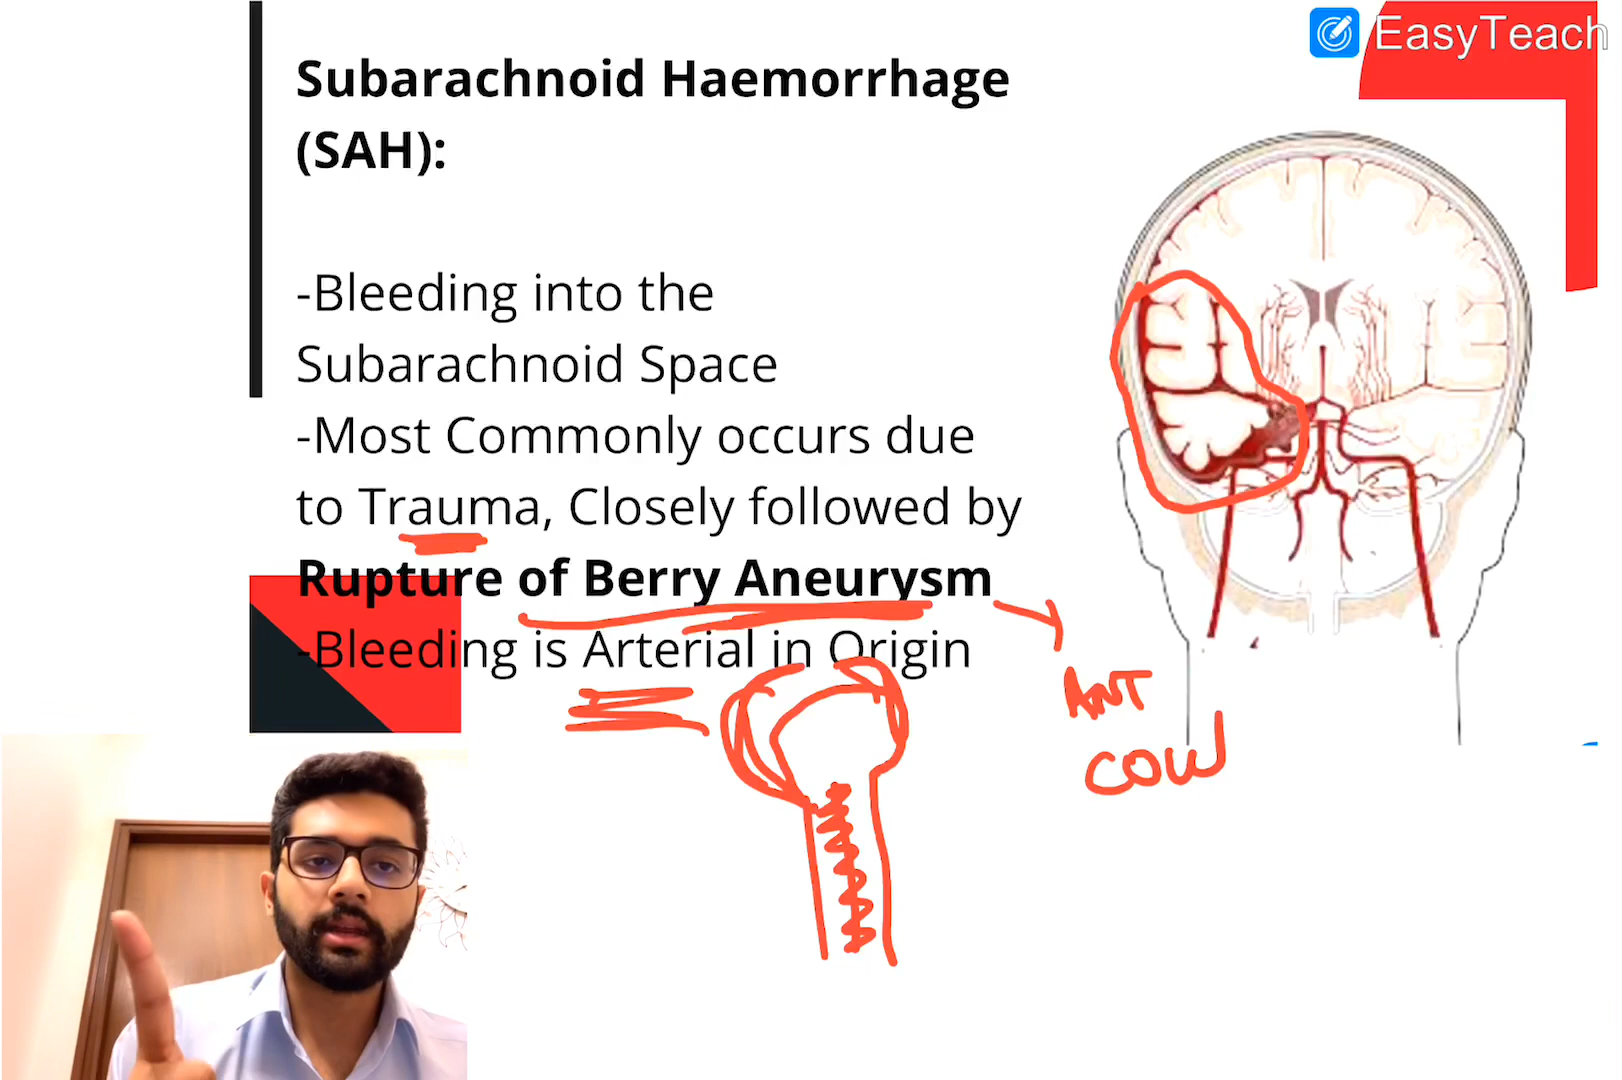 EasyTeach
Subarachnoid Haemorrhage
(SAH):
-Bleeding into the
Subarachnoid Space
-Most Commonly occurs due
to Trauma, Closely followed by
Rupture of Berry Aneurysm
-Bleeding is Arterial in Origin
ANT
COW